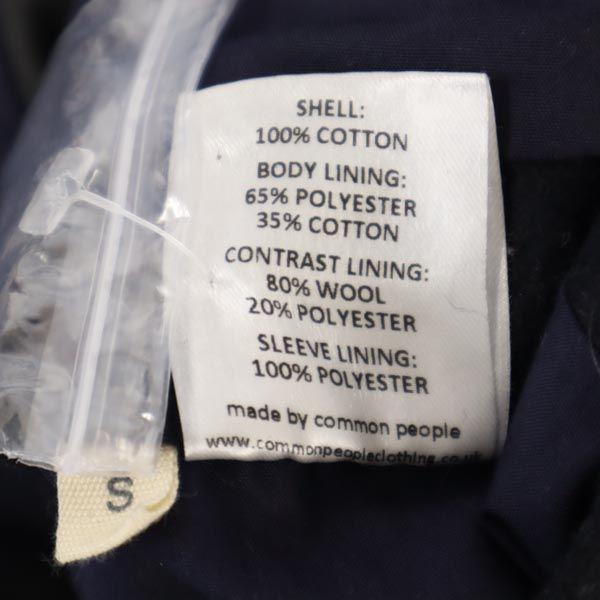 SHELL:
100% COTTON
BODY LINING:
65% POLYESTER
35% COTTON
CONTRAST LINING:
80% WOOL
20% POLYESTER
SLEEVE LINING:
100% POLYESTER
made by common people
www.commonpeopleclothing.co.uk
S